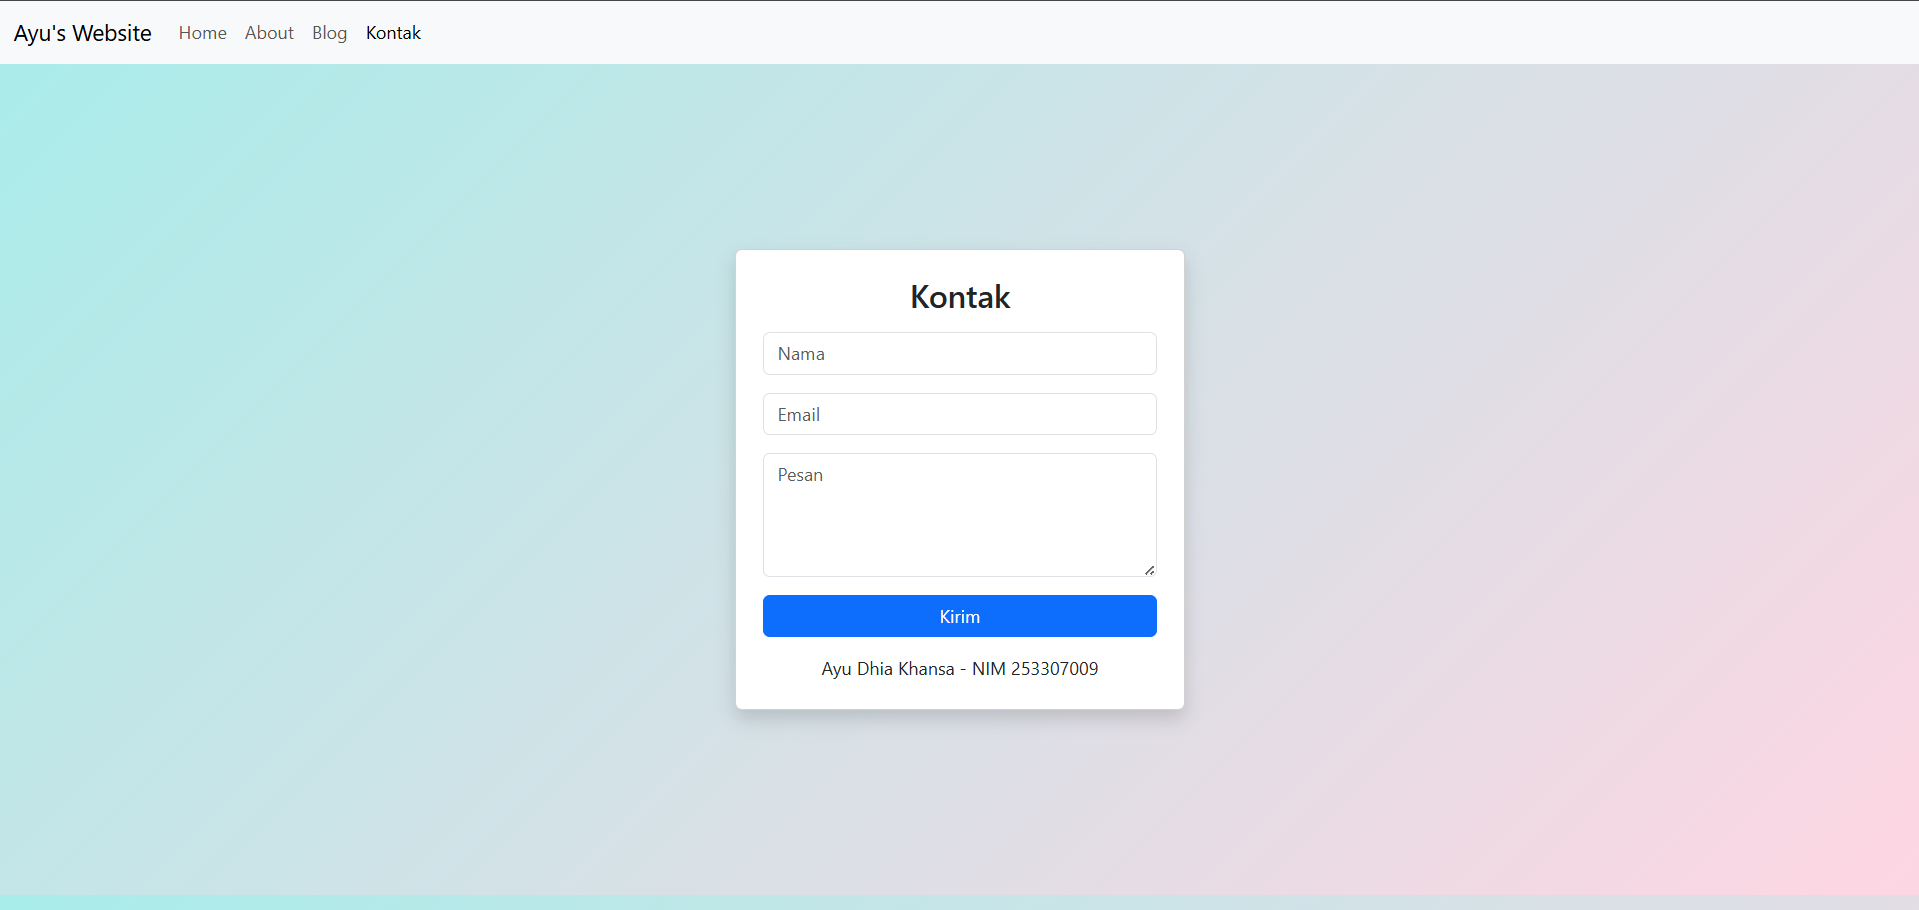 Ayu's Website Home About Blog Kontak
Kontak
Nama
Email
Pesan
Kirim
Ayu Dhia Khansa - NIM 253307009